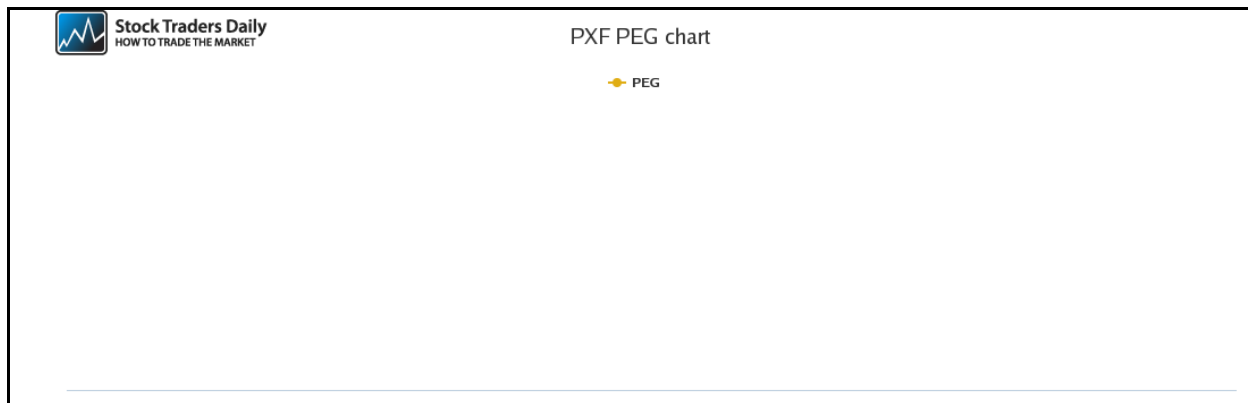 Stock Traders Daily
HOW TO TRADE THE MARKET
PXF PEG chart
PEG